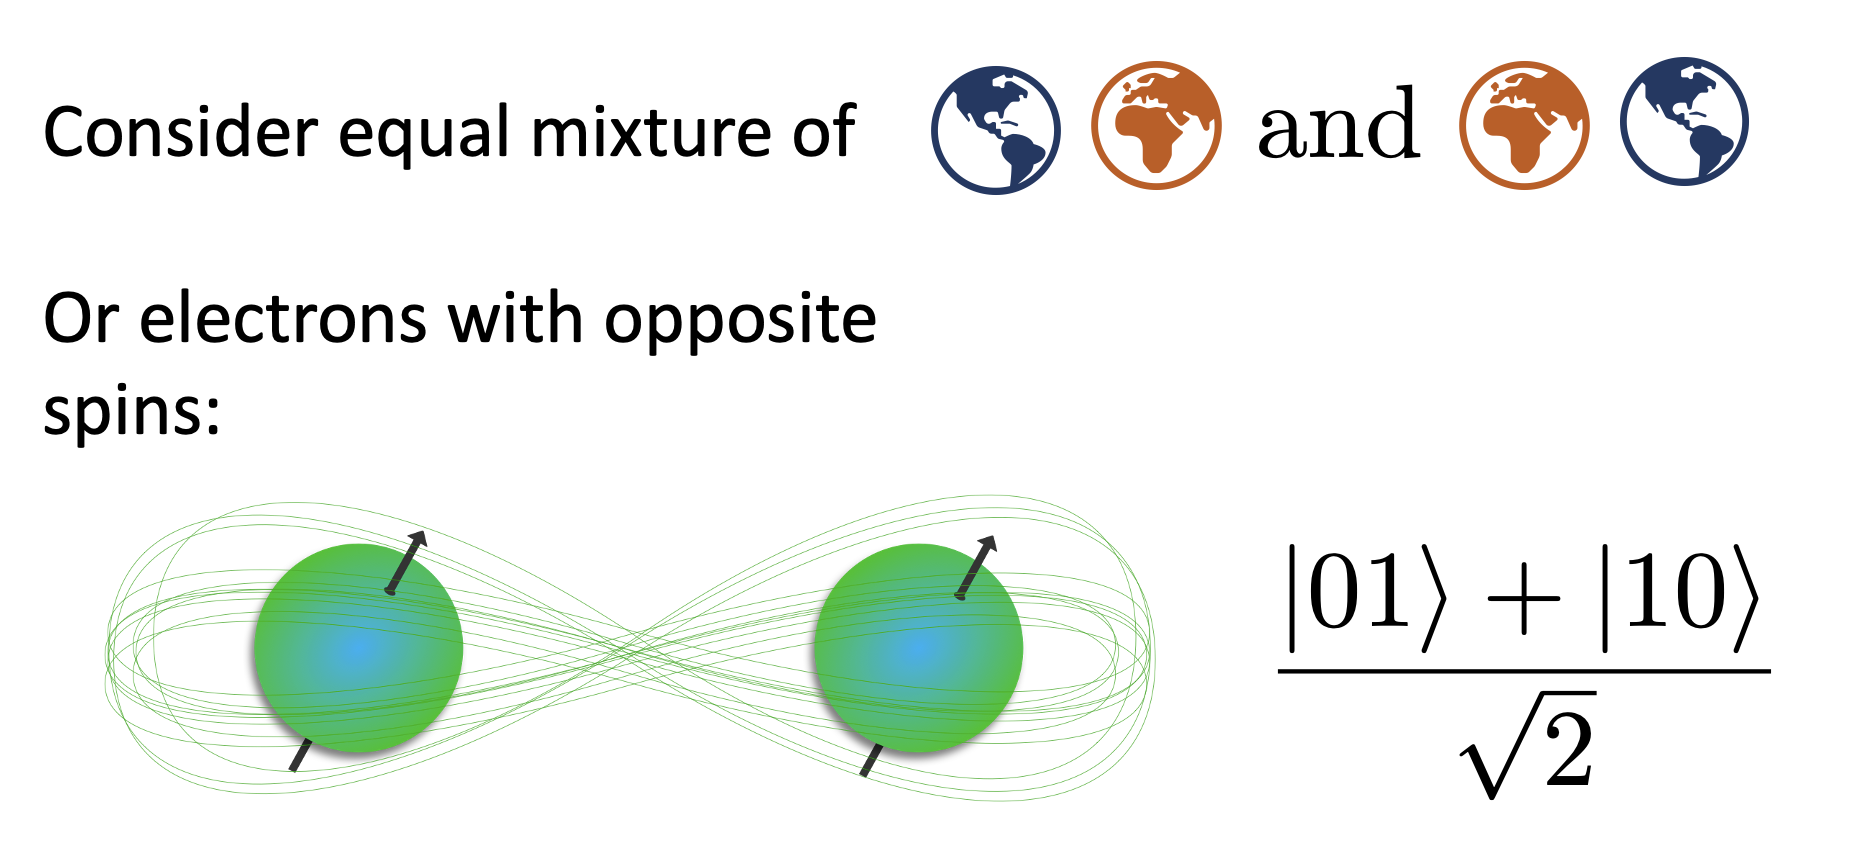 Consider equal mixture of and
Or electrons with opposite
spins:
|01⟩ + |10⟩
√2